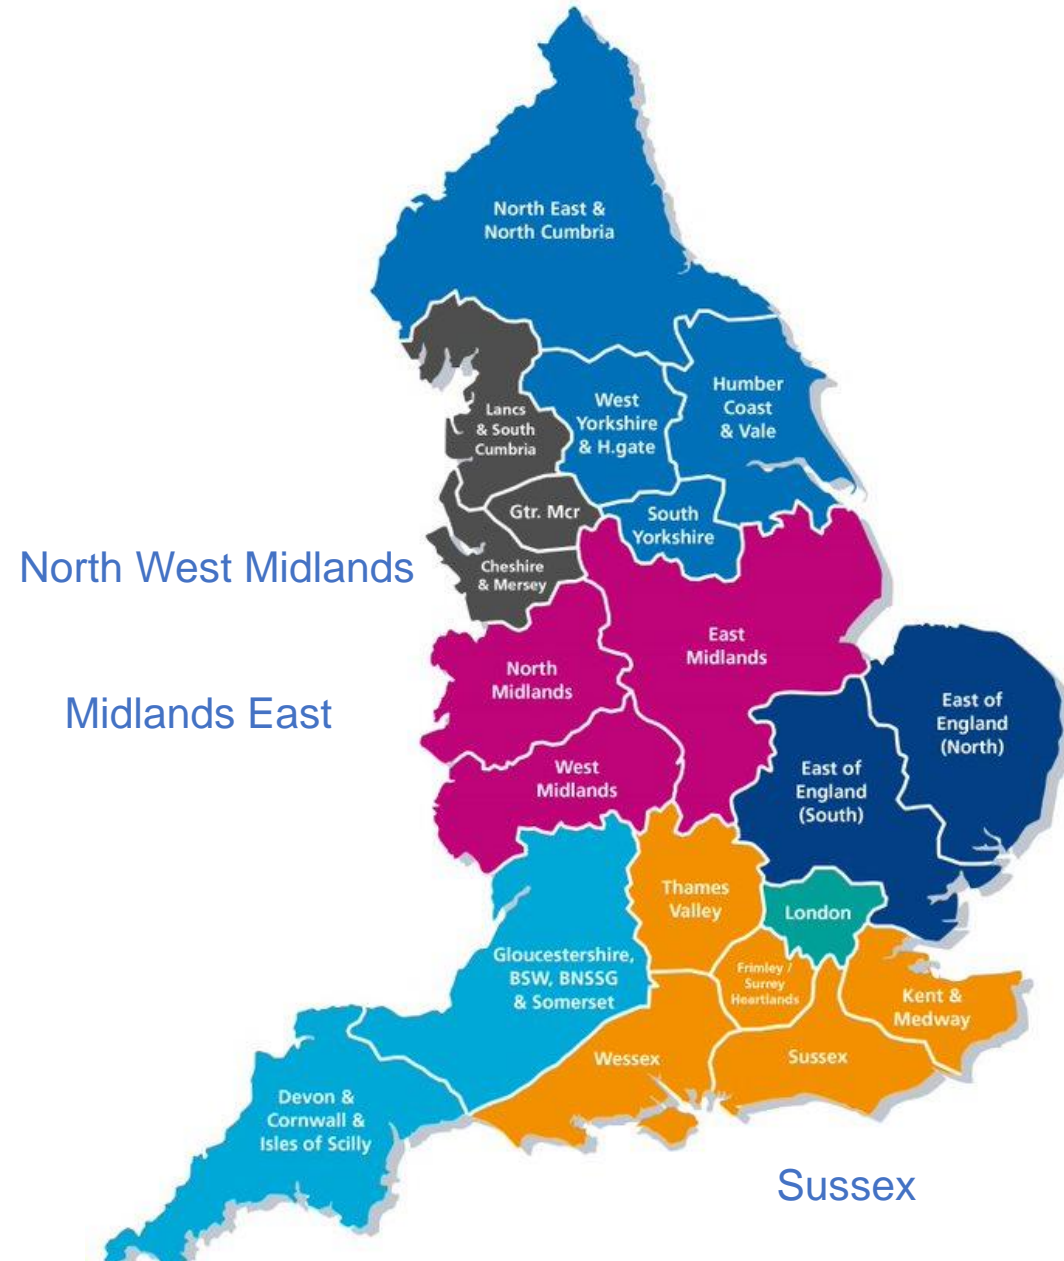 North East &
North Cumbria
Humber
Coast
& Vale
West
Yorkshire
& H.gate
Lancs
& South
Cumbria
Gtr. Mcr
South
Yorkshire
North West Midlands
Cheshire
& Mersey
East
Midlands
North
Midlands
Midlands East
East of
England
(North)
West
Midlands
East of
England
(South)
Thames
Valley
London
Gloucestershire,
BSW, BNSSG
& Somerset
Frimley /
Surrey
Heartlands
Kent &
Medway
Wessex
Sussex
Devon &
Cornwall &
Isles of Scilly
Sussex